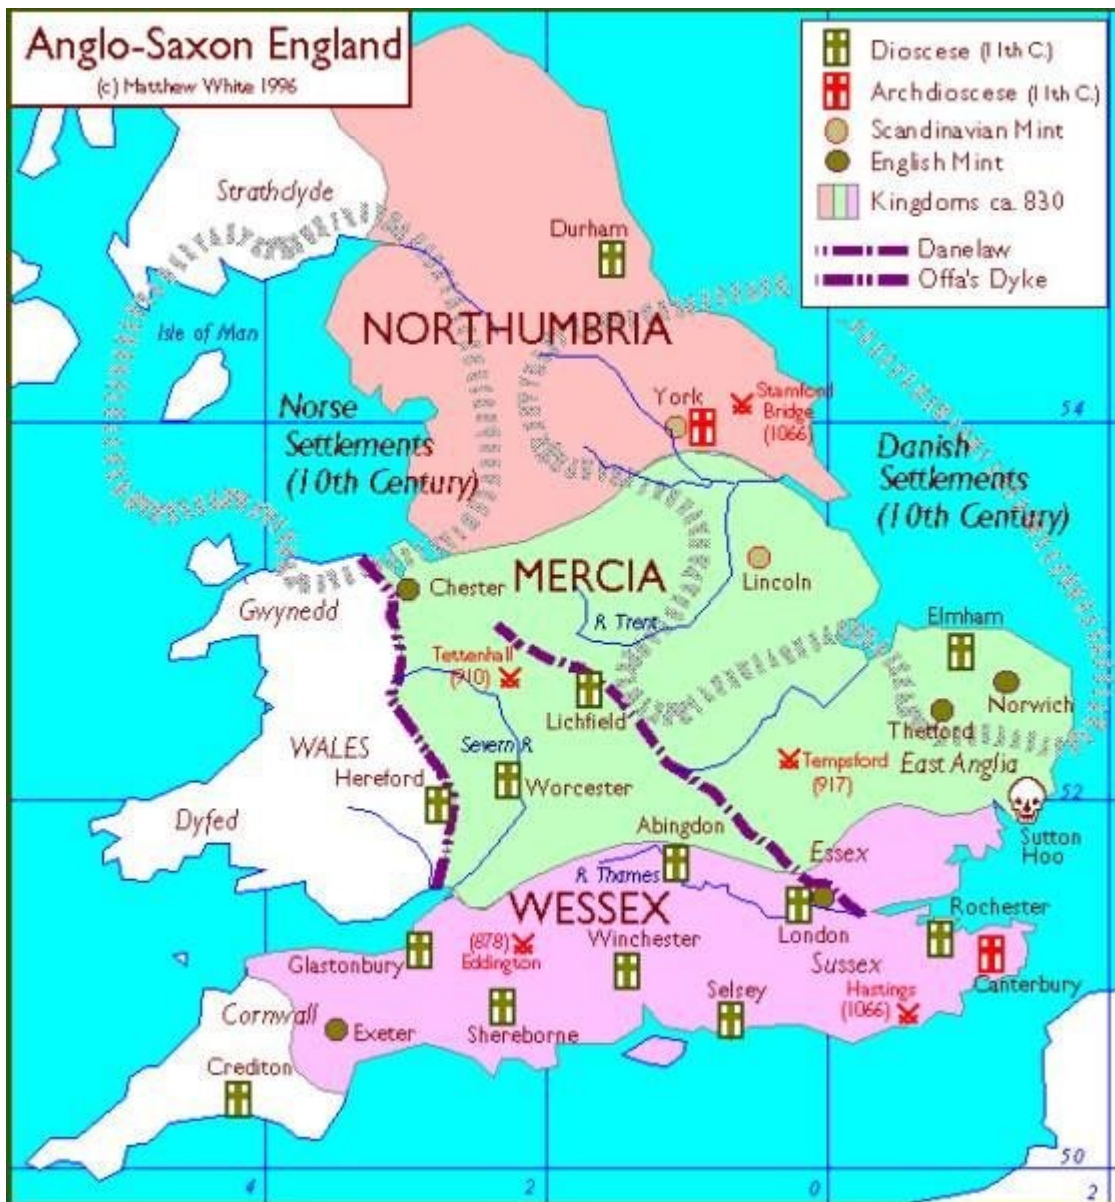 Anglo-Saxon England
(c) Matthew White 1996
Dioscese (11th C.)
Archdioscese (11th C.)
Scandinavian Mint
English Mint
Kingdoms ca. 830
Danelaw
Offa's Dyke
Strathclyde
Durham
Isle of Man
NORTHUMBRIA
Norse
Settlements
(10th Century)
York
Stamford
Bridge
(1066)
54
Danish
Settlements
(10th Century)
MERCIA
Lincoln
Chester
Gwynedd
R. Trent
Elmham
Tettenhall
(910)
Lichfield
Norwich
Thetford
WALES
Severn R.
East Anglia
Tempsford
(917)
Hereford
Worcester
52
Dyfed
Abingdon
Sutton
Hoo
Essex
R. Thames
WESSEX
Rochester
London
Winchester
(878)
Eddington
Glastonbury
Sussex
Canterbury
Selsey
Hastings
(1066)
Cornwall
Exeter
Shereborne
Crediton
50
4
2
0
2